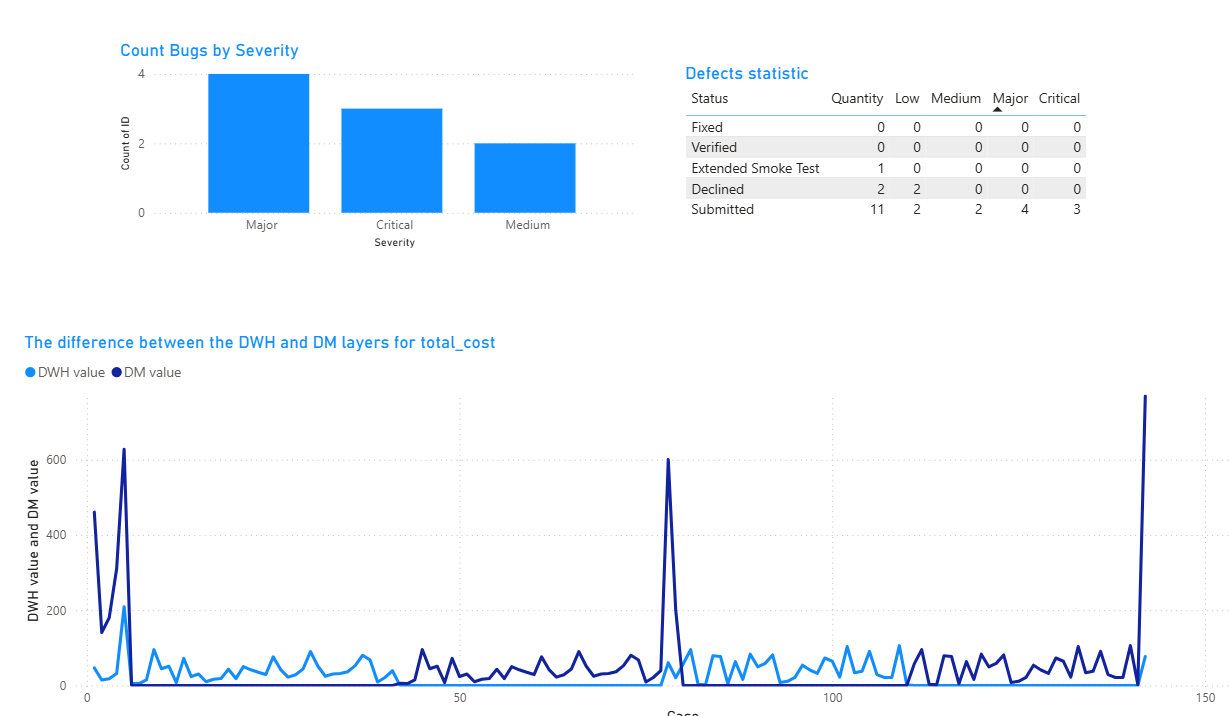 Count Bugs by Severity
4
2
0
Count of ID
Major Critical Medium
Severity
Defects statistic
Status Quantity Low Medium Major Critical
Fixed 0 0 0 0 0
Verified 0 0 0 0 0
Extended Smoke Test 1 0 0 0 0
Declined 2 2 0 0 0
Submitted 11 2 2 4 3
The difference between the DWH and DM layers for total_cost
DWH value DM value
DWH value and DM value
600
400
200
0
0 50 100 150
Case